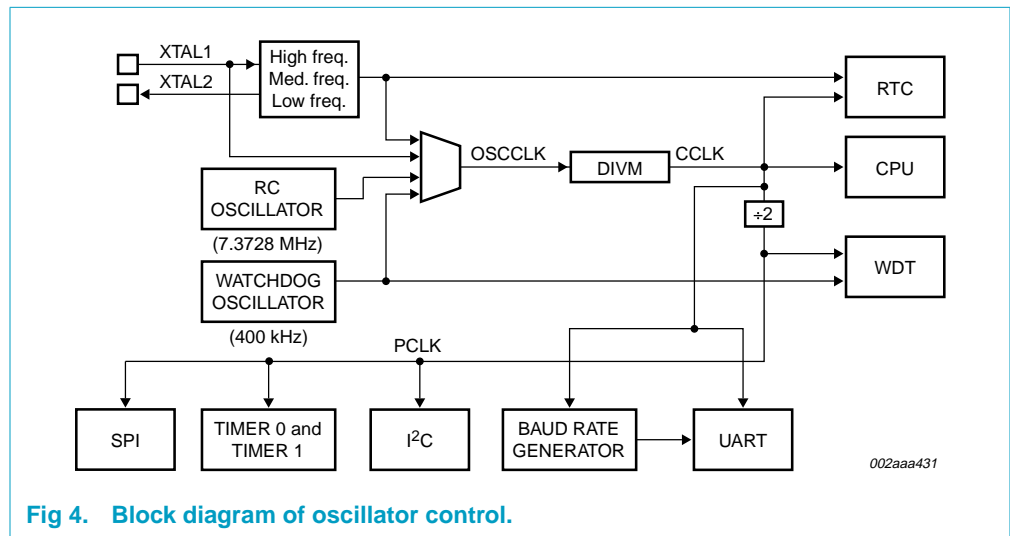 XTAL1
XTAL2
High freq.
Med. freq.
Low freq.
RTC
OSCCLK
DIVM
CCLK
CPU
RC
OSCILLATOR
(7.3728 MHz)
÷2
WATCHDOG
OSCILLATOR
(400 kHz)
WDT
PCLK
SPI
TIMER 0 and
TIMER 1
I²C
BAUD RATE
GENERATOR
UART
002aaa431
Fig 4. Block diagram of oscillator control.